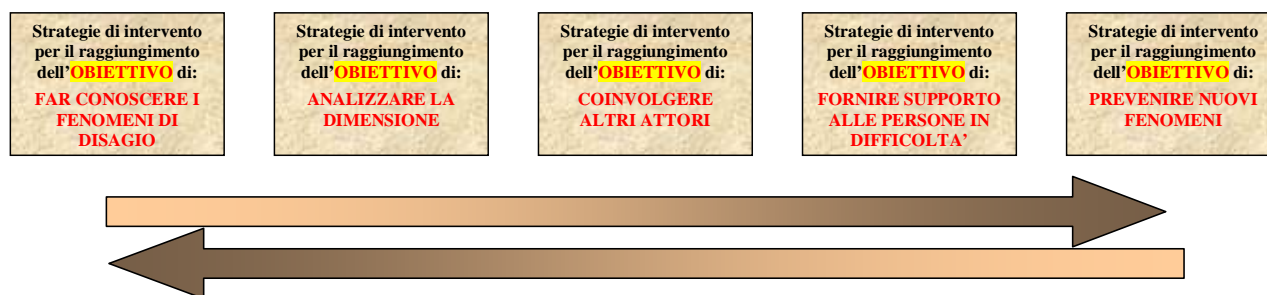 Strategie di intervento
per il raggiungimento
dell'OBIETTIVO di:
FAR CONOSCERE I
FENOMENI DI
DISAGIO
Strategie di intervento
per il raggiungimento
dell'OBIETTIVO di:
ANALIZZARE LA
DIMENSIONE
Strategie di intervento
per il raggiungimento
dell'OBIETTIVO di:
COINVOLGERE
ALTRI ATTORI
Strategie di intervento
per il raggiungimento
dell'OBIETTIVO di:
FORNIRE SUPPORTO
ALLE PERSONE IN
DIFFICOLTA'
Strategie di intervento
per il raggiungimento
dell'OBIETTIVO di:
PREVENIRE NUOVI
FENOMENI